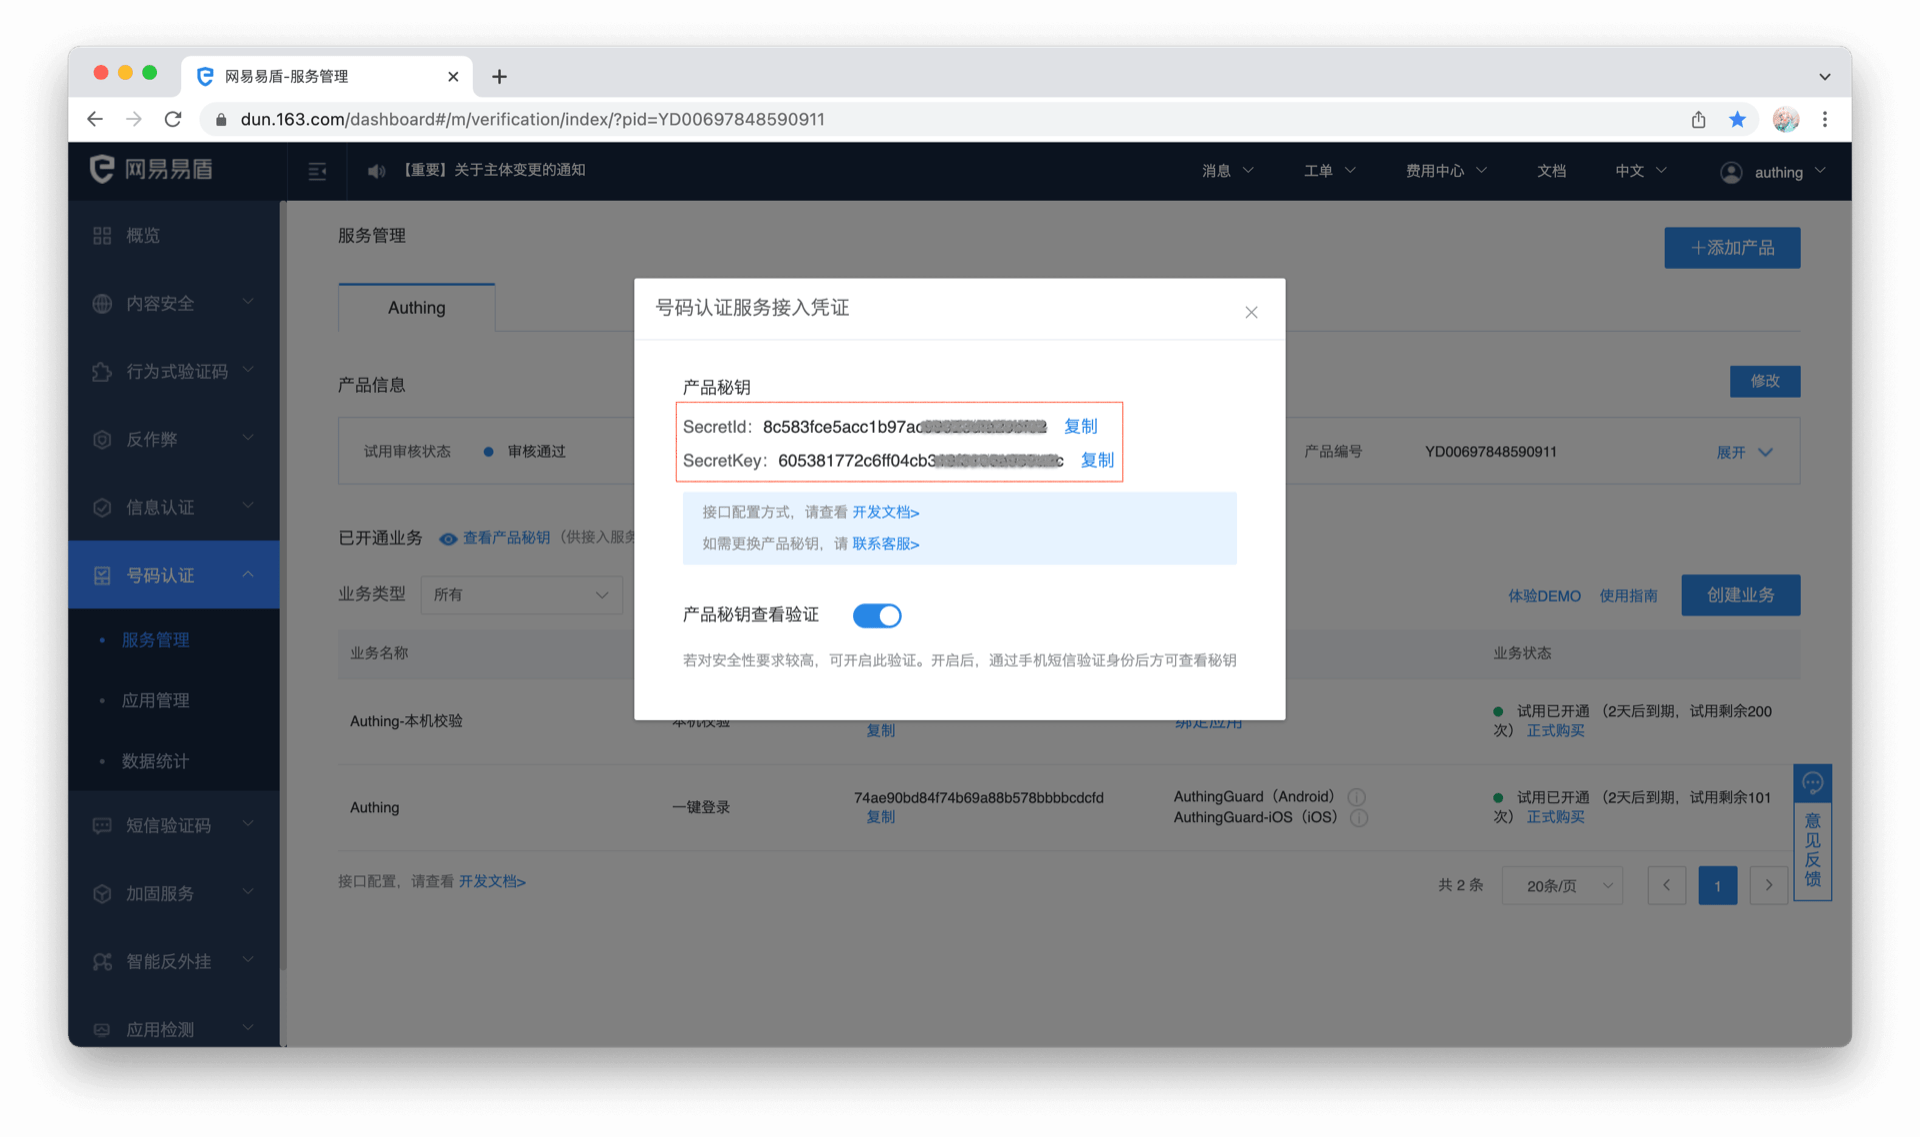 网易易盾-服务管理
dun.163.com/dashboard#/m/verification/index/?pid=YD00697848590911
网易易盾
【重要】关于主体变更的通知
消息
工单
费用中心
文档
中文
authing
概览
内容安全
行为式验证码
反作弊
信息认证
号码认证
服务管理
应用管理
数据统计
短信验证码
加固服务
智能反外挂
应用检测
服务管理
+添加产品
Authing
产品信息
修改
试用审核状态
审核通过
产品编号
YD00697848590911
展开
已开通业务
查看产品秘钥
（供接入服务
业务类型
所有
体验DEMO
使用指南
创建业务
业务名称
业务状态
Authing-本机校验
本机校验
复制
绑定应用
试用已开通 （2天后到期，试用剩余200
次） 正式购买
Authing
一键登录
74ae90bd84f74b69a88b578bbbbcdcfd
复制
AuthingGuard（Android）
AuthingGuard-iOS（iOS）
试用已开通 （2天后到期，试用剩余101
次） 正式购买
接口配置，请查看 开发文档>
共 2 条
20条/页
1
意见反馈
号码认证服务接入凭证
产品秘钥
SecretId： 8c583fce5acc1b97a 复制
SecretKey： 605381772c6ff04cb3 复制
接口配置方式，请查看 开发文档>
如需更换产品秘钥，请 联系客服>
产品秘钥查看验证
若对安全性要求较高，可开启此验证。开启后，通过手机短信验证身份后方可查看秘钥